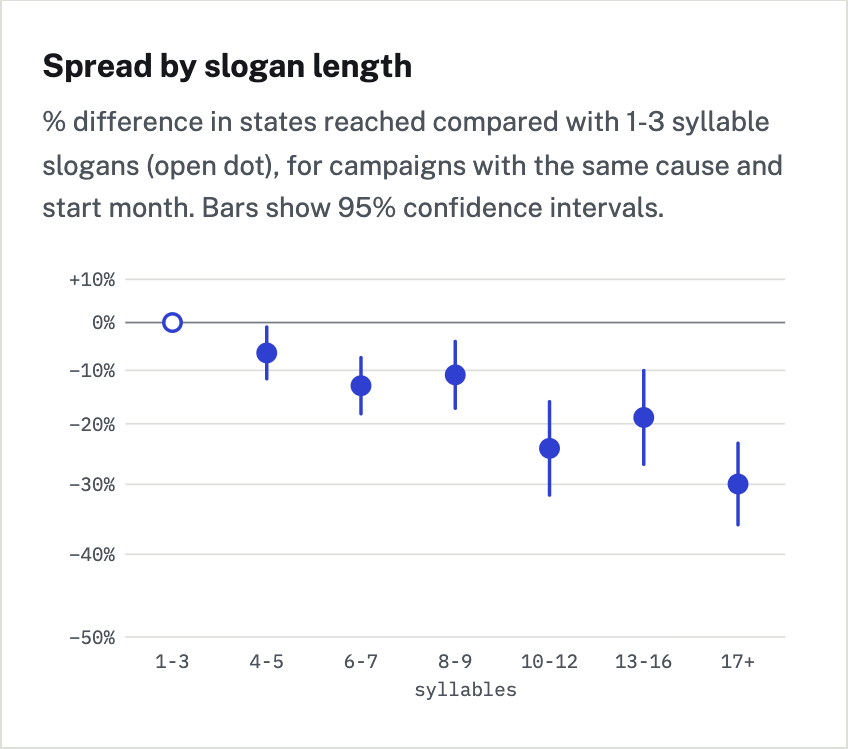 Spread by slogan length
% difference in states reached compared with 1-3 syllable
slogans (open dot), for campaigns with the same cause and
start month. Bars show 95% confidence intervals.
+10%
0%
−10%
−20%
−30%
−40%
−50%
1-3 4-5 6-7 8-9 10-12 13-16 17+
syllables